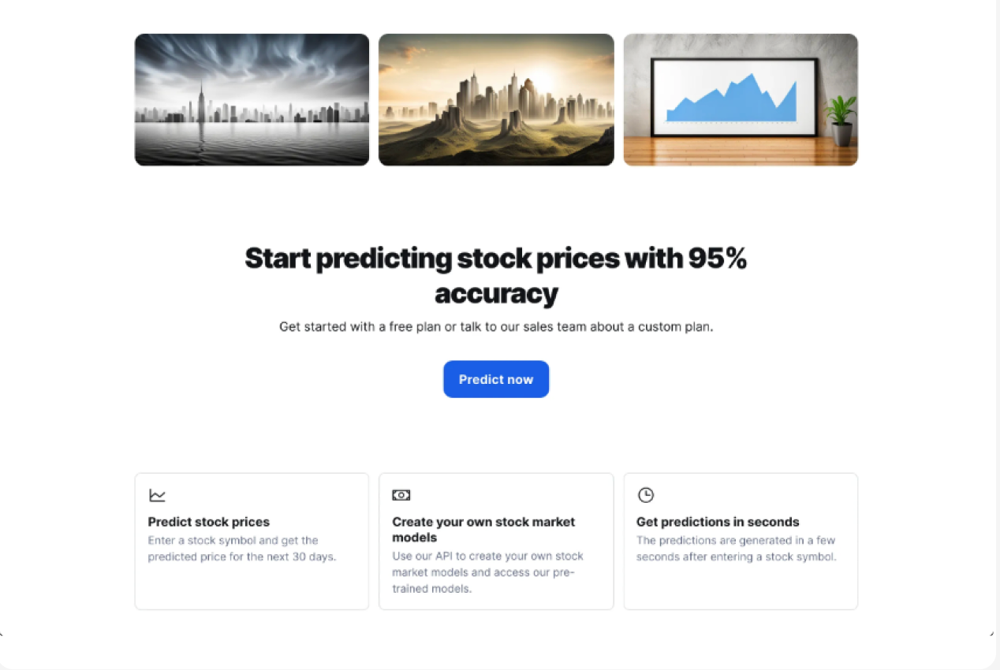 Start predicting stock prices with 95%
accuracy
Get started with a free plan or talk to our sales team about a custom plan.
Predict now
Predict stock prices
Enter a stock symbol and get the
predicted price for the next 30 days.
Create your own stock market
models
Use our API to create your own stock
market models and access our pre-
trained models.
Get predictions in seconds
The predictions are generated in a few
seconds after entering a stock symbol.